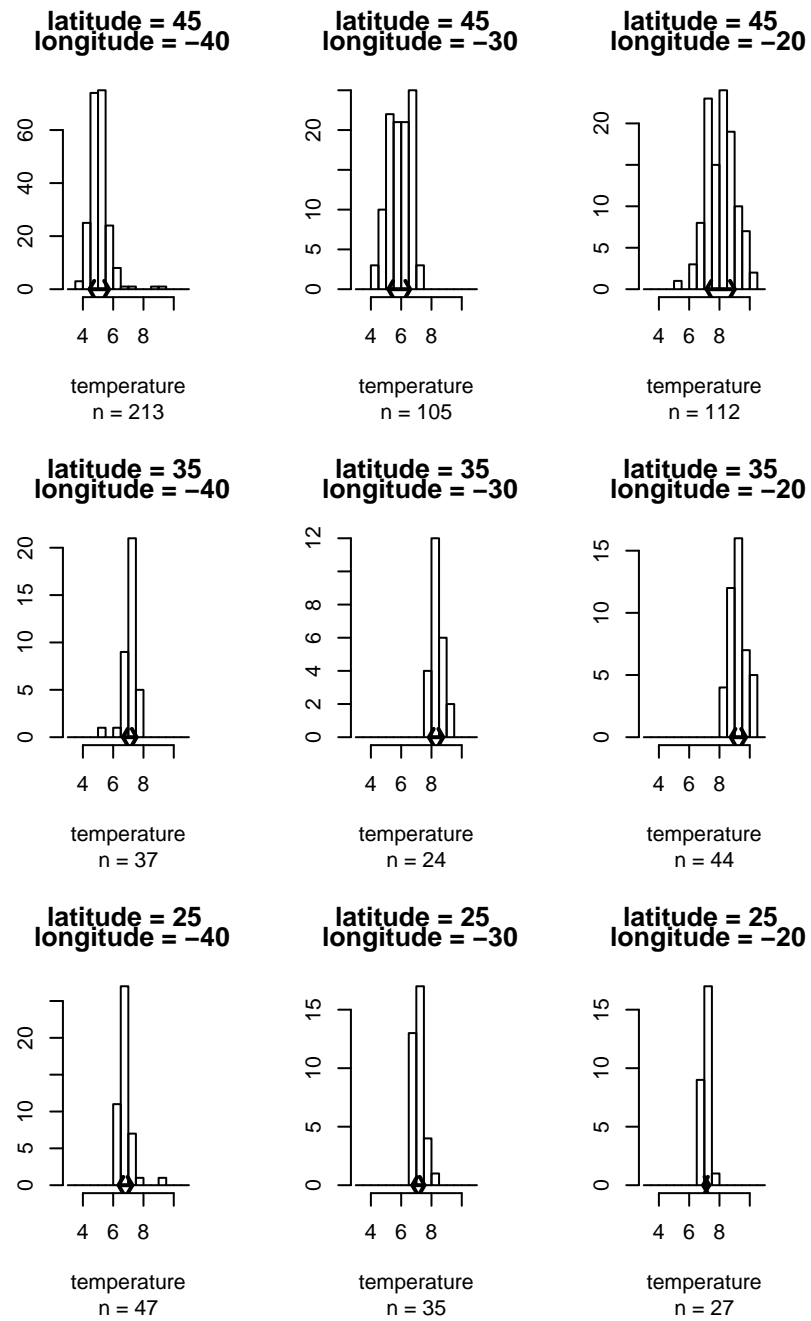 latitude = 45
longitude = −40
0 20 40 60
4 6 8
temperature
n = 213
latitude = 45
longitude = −30
0 5 10 20
4 6 8
temperature
n = 105
latitude = 45
longitude = −20
0 5 10 20
4 6 8
temperature
n = 112
latitude = 35
longitude = −40
0 5 10 15 20
4 6 8
temperature
n = 37
latitude = 35
longitude = −30
0 2 4 6 8 12
4 6 8
temperature
n = 24
latitude = 35
longitude = −20
0 5 10 15
4 6 8
temperature
n = 44
latitude = 25
longitude = −40
0 5 10 20
4 6 8
temperature
n = 47
latitude = 25
longitude = −30
0 5 10 15
4 6 8
temperature
n = 35
latitude = 25
longitude = −20
0 5 10 15
4 6 8
temperature
n = 27